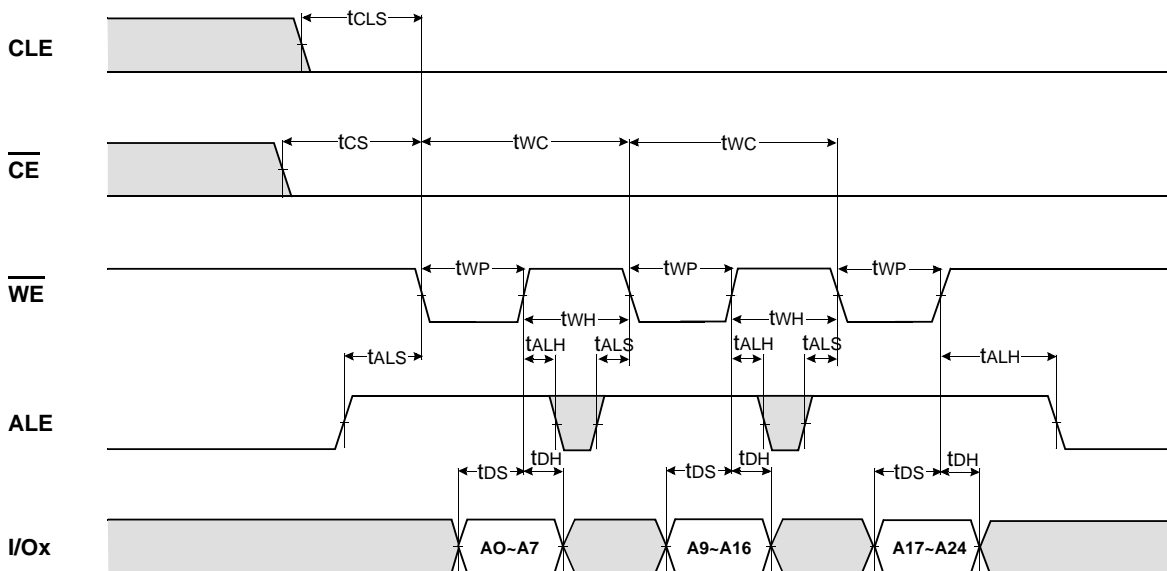 CLE
tCLS
CE
tCS
tWC
tWC
WE
tWP
tWP
tWP
tWH
tWH
tALS
tALH
tALS
tALH
tALS
tALH
ALE
tDS
tDH
tDS
tDH
tDS
tDH
I/Ox
AO~A7
A9~A16
A17~A24